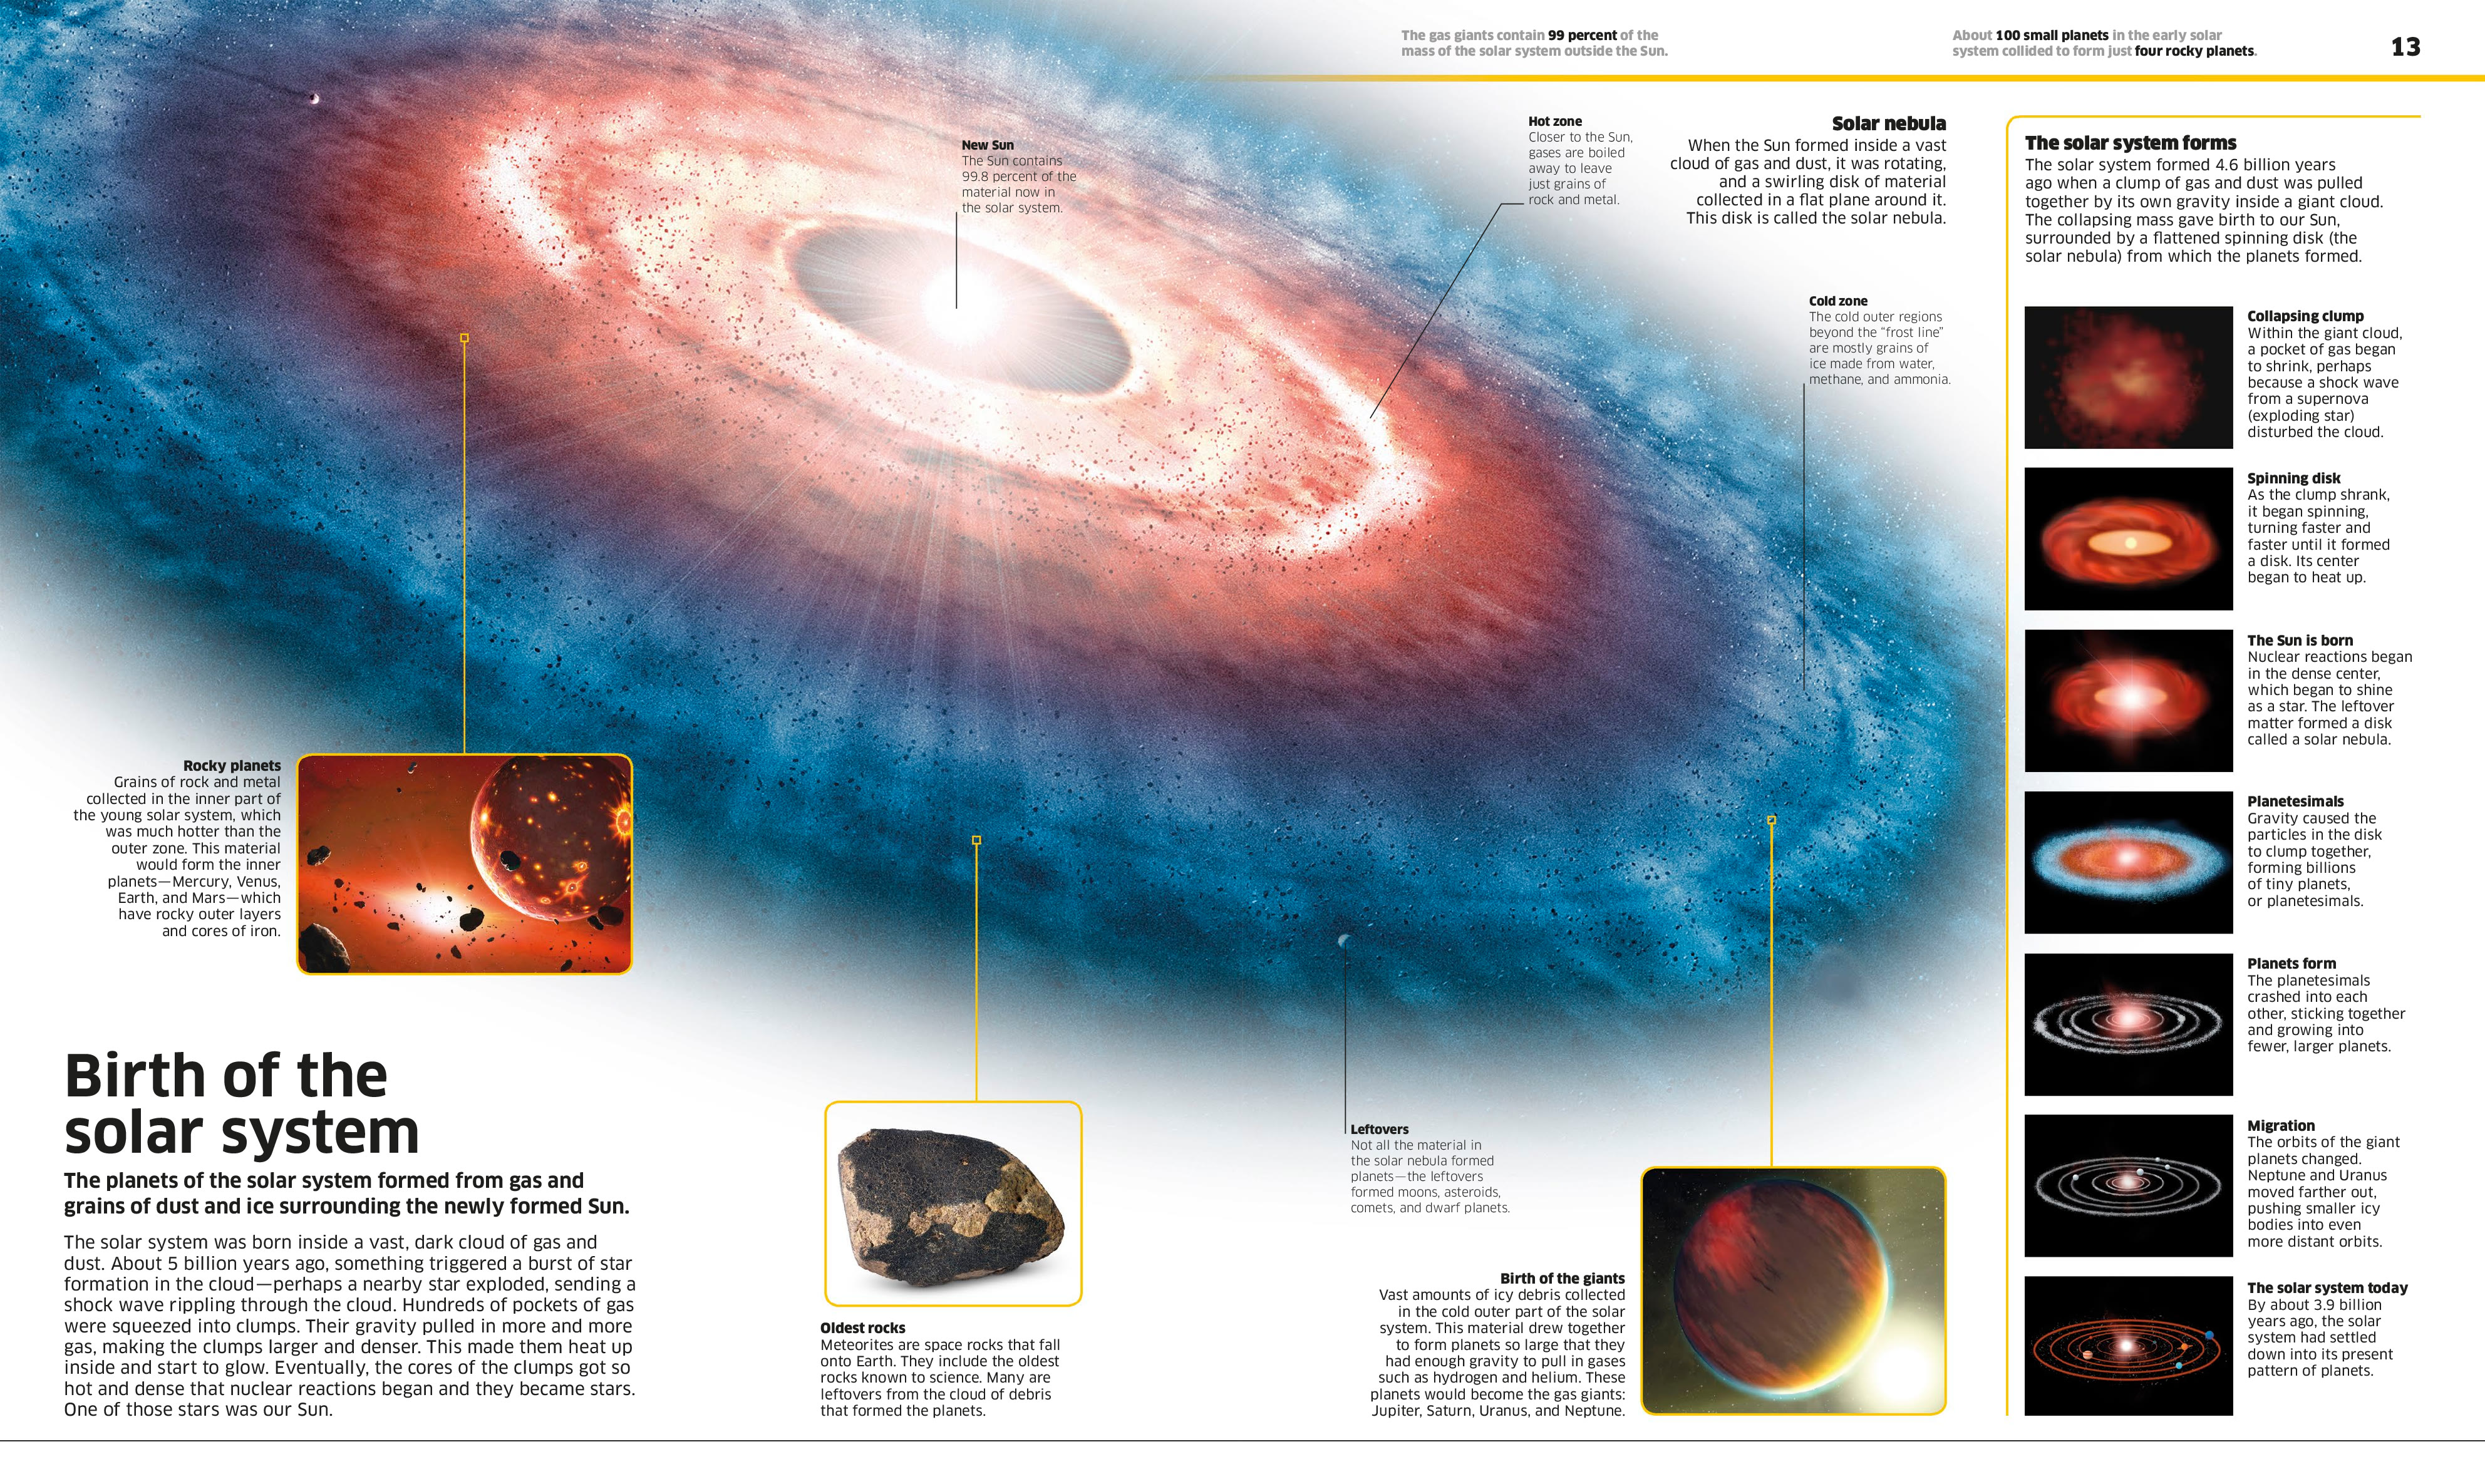 The gas giants contain 99 percent of the
mass of the solar system outside the Sun.
About 100 small planets in the early solar
system collided to form just four rocky planets.
13
New Sun
The Sun contains
99.8 percent of the
material now in
the solar system.
Hot zone
Closer to the Sun,
gases are boiled
away to leave
just grains of
rock and metal.
Solar nebula
When the Sun formed inside a vast
cloud of gas and dust, it was rotating,
and a swirling disk of material
collected in a flat plane around it.
This disk is called the solar nebula.
Cold zone
The cold outer regions
beyond the “frost line”
are mostly grains of
ice made from water,
methane, and ammonia.
Rocky planets
Grains of rock and metal
collected in the inner part of
the young solar system, which
was much hotter than the
outer zone. This material
would form the inner
planets—Mercury, Venus,
Earth, and Mars—which
have rocky outer layers
and cores of iron.
Birth of the
solar system
The planets of the solar system formed from gas and
grains of dust and ice surrounding the newly formed Sun.
The solar system was born inside a vast, dark cloud of gas and
dust. About 5 billion years ago, something triggered a burst of star
formation in the cloud—perhaps a nearby star exploded, sending a
shock wave rippling through the cloud. Hundreds of pockets of gas
were squeezed into clumps. Their gravity pulled in more and more
gas, making the clumps larger and denser. This made them heat up
inside and start to glow. Eventually, the cores of the clumps got so
hot and dense that nuclear reactions began and they became stars.
One of those stars was our Sun.
Oldest rocks
Meteorites are space rocks that fall
onto Earth. They include the oldest
rocks known to science. Many are
leftovers from the cloud of debris
that formed the planets.
Leftovers
Not all the material in
the solar nebula formed
planets—the leftovers
formed moons, asteroids,
comets, and dwarf planets.
Birth of the giants
Vast amounts of icy debris collected
in the cold outer part of the solar
system. This material drew together
to form planets so large that they
had enough gravity to pull in gases
such as hydrogen and helium. These
planets would become the gas giants:
Jupiter, Saturn, Uranus, and Neptune.
The solar system forms
The solar system formed 4.6 billion years
ago when a clump of gas and dust was pulled
together by its own gravity inside a giant cloud.
The collapsing mass gave birth to our Sun,
surrounded by a flattened spinning disk (the
solar nebula) from which the planets formed.
Collapsing clump
Within the giant cloud,
a pocket of gas began
to shrink, perhaps
because a shock wave
from a supernova
(exploding star)
disturbed the cloud.
Spinning disk
As the clump shrank,
it began spinning,
turning faster and
faster until it formed
a disk. Its center
began to heat up.
The Sun is born
Nuclear reactions began
in the dense center,
which began to shine
as a star. The leftover
matter formed a disk
called a solar nebula.
Planetesimals
Gravity caused the
particles in the disk
to clump together,
forming billions
of tiny planets,
or planetesimals.
Planets form
The planetesimals
crashed into each
other, sticking together
and growing into
fewer, larger planets.
Migration
The orbits of the giant
planets changed.
Neptune and Uranus
moved farther out,
pushing smaller icy
bodies into even
more distant orbits.
The solar system today
By about 3.9 billion
years ago, the solar
system had settled
down into its present
pattern of planets.